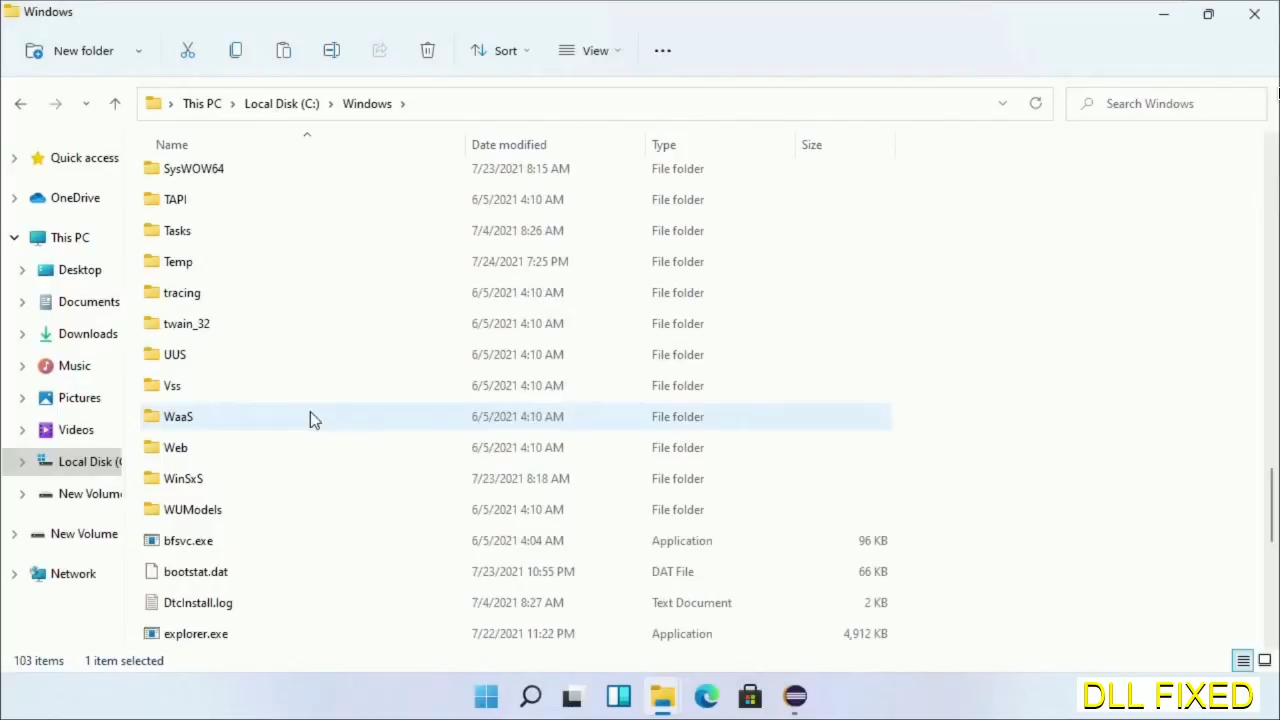 Windows
New folder
Sort
View
This PC
Local Disk (C:)
Windows
Search Windows
Name Date modified Type Size
Quick access
OneDrive
This PC
Desktop
Documents
Downloads
Music
Pictures
Videos
Local Disk (C
New Volum
New Volume
Network
SysWOW64 7/23/2021 8:15 AM File folder
TAPI 6/5/2021 4:10 AM File folder
Tasks 7/4/2021 8:26 AM File folder
Temp 7/24/2021 7:25 PM File folder
tracing 6/5/2021 4:10 AM File folder
twain_32 6/5/2021 4:10 AM File folder
UUS 6/5/2021 4:10 AM File folder
Vss 6/5/2021 4:10 AM File folder
WaaS 6/5/2021 4:10 AM File folder
Web 6/5/2021 4:10 AM File folder
WinSxS 7/23/2021 8:18 AM File folder
WUModels 6/5/2021 4:10 AM File folder
bfsvc.exe 6/5/2021 4:04 AM Application 96 KB
bootstat.dat 7/23/2021 10:55 PM DAT File 66 KB
DtcInstall.log 7/4/2021 8:27 AM Text Document 2 KB
explorer.exe 7/22/2021 11:22 PM Application 4,912 KB
103 items 1 item selected
DLL FIXED